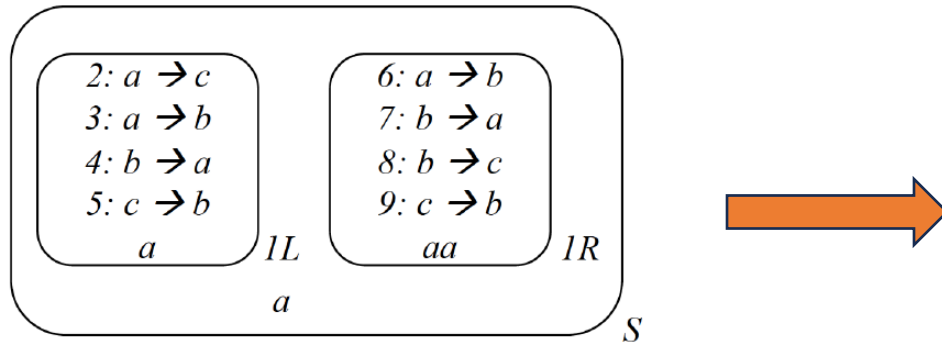 2: a → c
3: a → b
4: b → a
5: c → b
a
1L
6: a → b
7: b → a
8: b → c
9: c → b
aa
1R
a
S